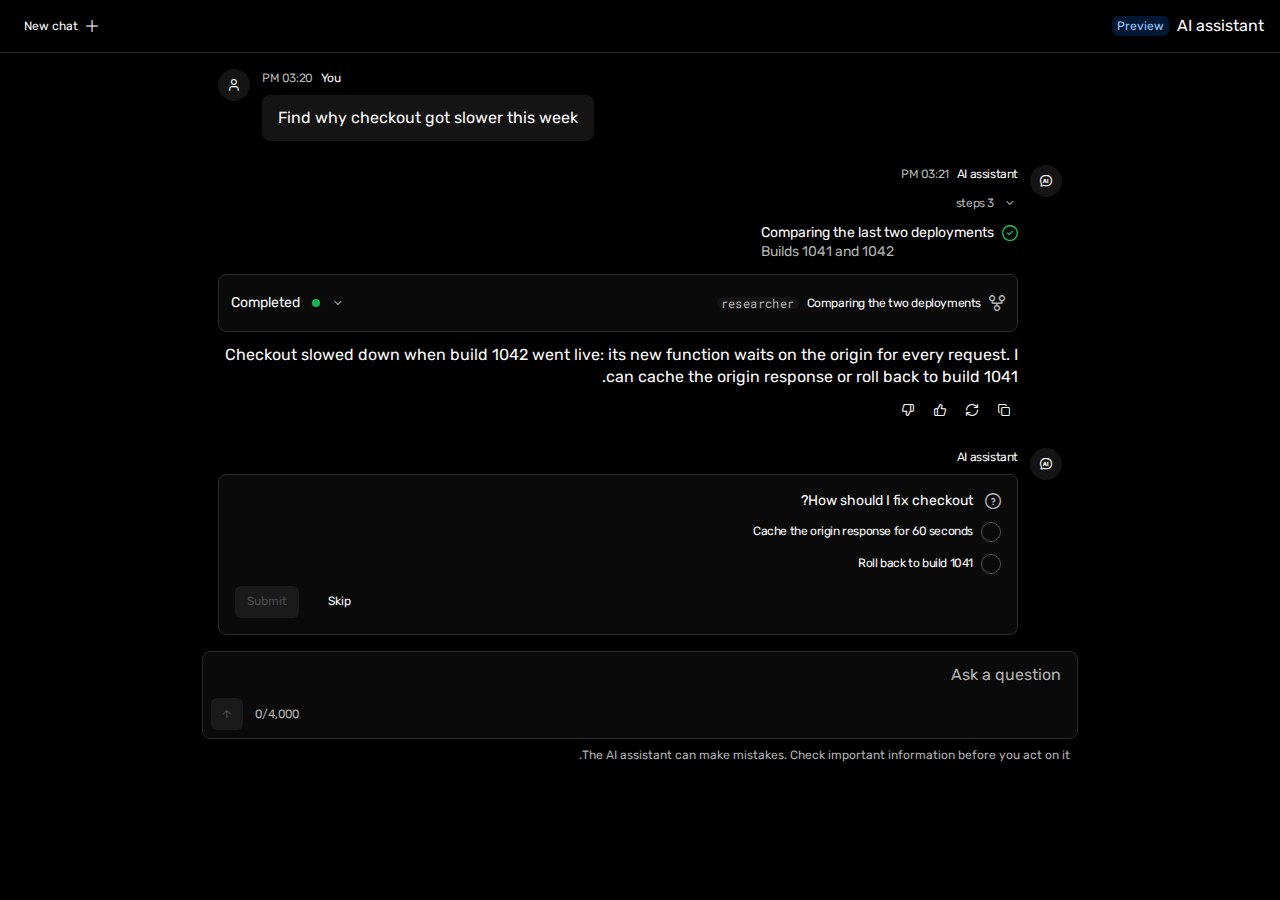 AI assistant Preview
New chat
You PM 03:20
Find why checkout got slower this week
AI assistant PM 03:21
steps 3
Comparing the last two deployments
Builds 1041 and 1042
Comparing the two deployments researcher Completed
Checkout slowed down when build 1042 went live: its new function waits on the origin for every request. I
.can cache the origin response or roll back to build 1041
AI assistant
?How should I fix checkout
Cache the origin response for 60 seconds
Roll back to build 1041
Skip Submit
Ask a question
0/4,000
.The AI assistant can make mistakes. Check important information before you act on it